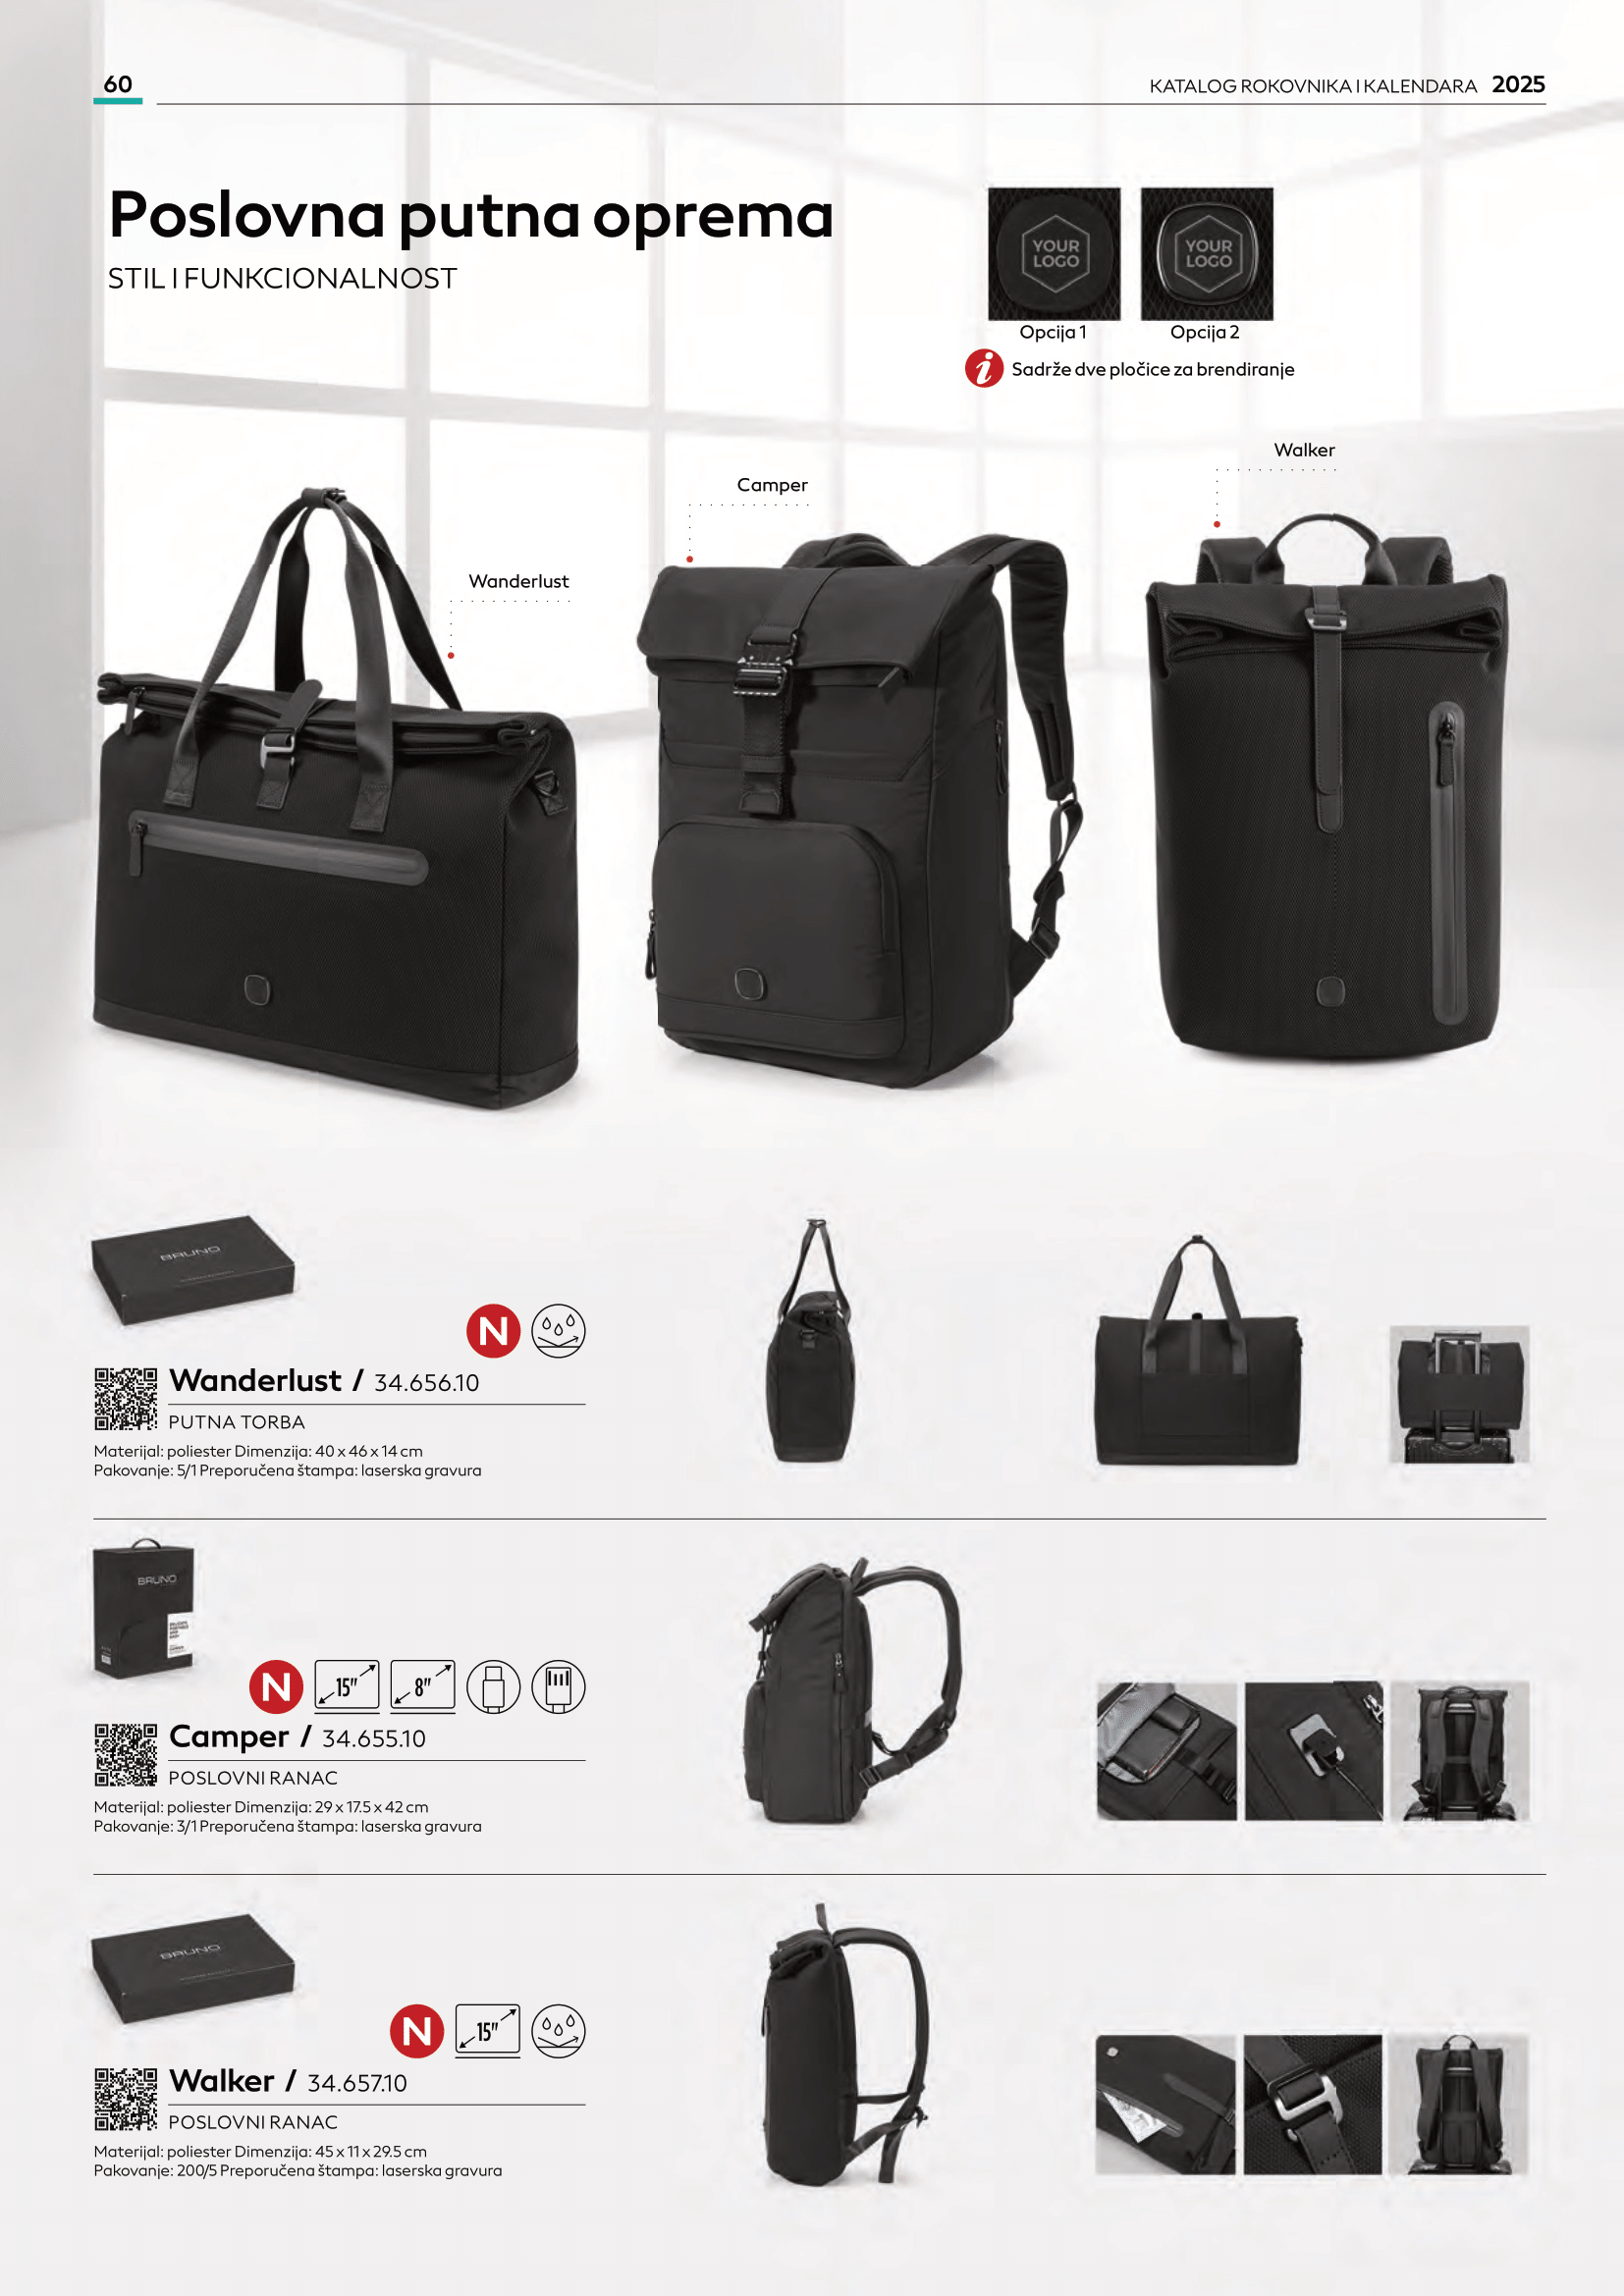 60
KATALOG ROKOVNIKA I KALENDARA 2025
Poslovna putna oprema
STIL I FUNKCIONALNOST
YOUR
LOGO
YOUR
LOGO
Opcija 1
Opcija 2
i Sadrže dve pločice za brendiranje
Walker
Camper
Wanderlust
BRUNO
N
Wanderlust / 34.656.10
PUTNA TORBA
Materijal: poliester Dimenzija: 40 x 46 x 14 cm
Pakovanje: 5/1 Preporučena štampa: laserska gravura
BRUNO
N 15" 8"
Camper / 34.655.10
POSLOVNI RANAC
Materijal: poliester Dimenzija: 29 x 17.5 x 42 cm
Pakovanje: 3/1 Preporučena štampa: laserska gravura
BRUNO
N 15"
Walker / 34.657.10
POSLOVNI RANAC
Materijal: poliester Dimenzija: 45 x 11 x 29.5 cm
Pakovanje: 200/5 Preporučena štampa: laserska gravura